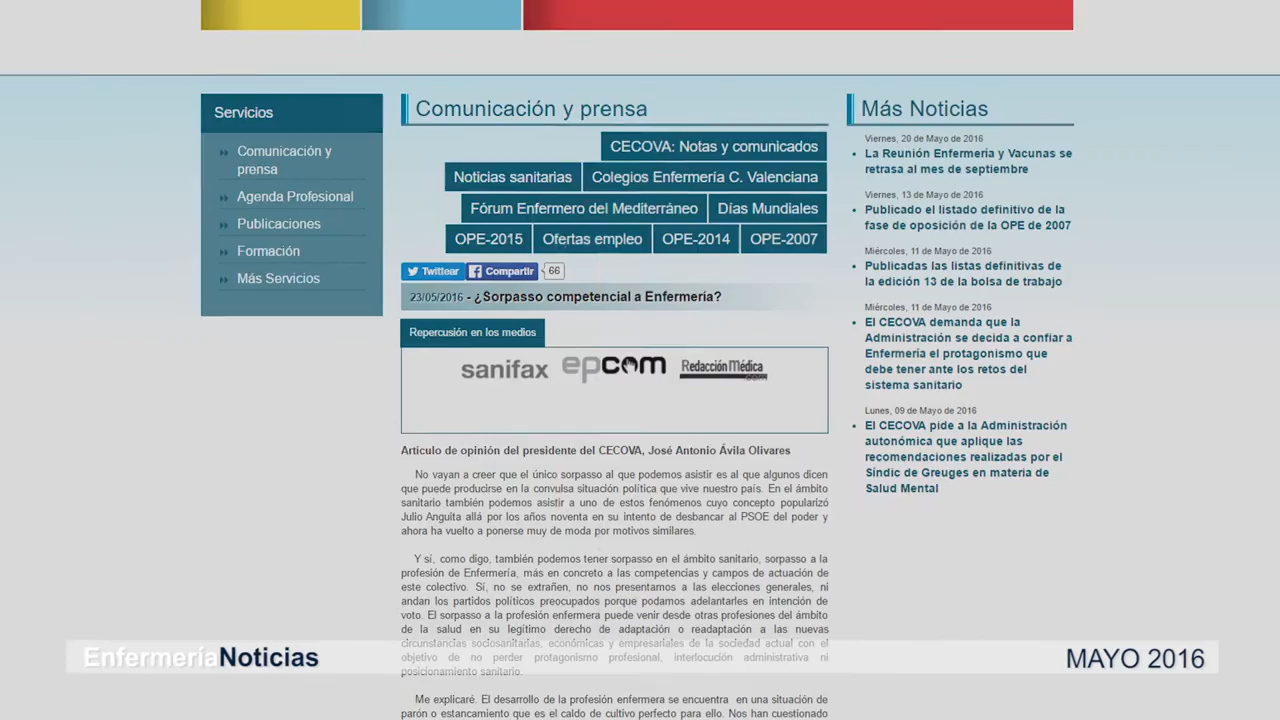 Servicios
Comunicación y
prensa
Agenda Profesional
Publicaciones
Formación
Más Servicios
Comunicación y prensa
CECOVA: Notas y comunicados
Noticias sanitarias
Colegios Enfermería C. Valenciana
Fórum Enfermero del Mediterráneo
Días Mundiales
OPE-2015
Ofertas empleo
OPE-2014
OPE-2007
Twittear
Compartir
66
23/05/2016 - ¿Sorpasso competencial a Enfermería?
Repercusión en los medios
sanifax
epcom
Redacción Médica
.com
Articulo de opinión del presidente del CECOVA, José Antonio Ávila Olivares
No vayan a creer que el único sorpasso al que podemos asistir es al que algunos dicen
que puede producirse en la convulsa situación política que vive nuestro país. En el ámbito
sanitario también podemos asistir a uno de estos fenómenos cuyo concepto popularizó
Julio Anguita allá por los años noventa en su intento de desbancar al PSOE del poder y
ahora ha vuelto a ponerse muy de moda por motivos similares.
Y sí, como digo, también podemos tener sorpasso en el ámbito sanitario, sorpasso a la
profesión de Enfermería, más en concreto a las competencias y campos de actuación de
este colectivo. Sí, no se extrañen, no nos presentamos a las elecciones generales, ni
andan los partidos políticos preocupados porque podamos adelantarles en intención de
voto. El sorpasso a la profesión enfermera puede venir desde otras profesiones del ámbito
de la salud en su legítimo derecho de adaptación o readaptación a las nuevas
circunstancias sociosanitarias, económicas y empresariales de la sociedad actual con el
objetivo de no perder protagonismo profesional, interlocución administrativa ni
posicionamiento sanitario.
Me explicaré. El desarrollo de la profesión enfermera se encuentra en una situación de
parón o estancamiento que es el caldo de cultivo perfecto para ello. Nos han cuestionado
Más Noticias
Viernes, 20 de Mayo de 2016
La Reunión Enfermería y Vacunas se
retrasa al mes de septiembre
Viernes, 13 de Mayo de 2016
Publicado el listado definitivo de la
fase de oposición de la OPE de 2007
Miércoles, 11 de Mayo de 2016
Publicadas las listas definitivas de
la edición 13 de la bolsa de trabajo
Miércoles, 11 de Mayo de 2016
El CECOVA demanda que la
Administración se decida a confiar a
Enfermería el protagonismo que
debe tener ante los retos del
sistema sanitario
Lunes, 09 de Mayo de 2016
El CECOVA pide a la Administración
autonómica que aplique las
recomendaciones realizadas por el
Síndic de Greuges en materia de
Salud Mental
EnfermeríaNoticias
MAYO 2016